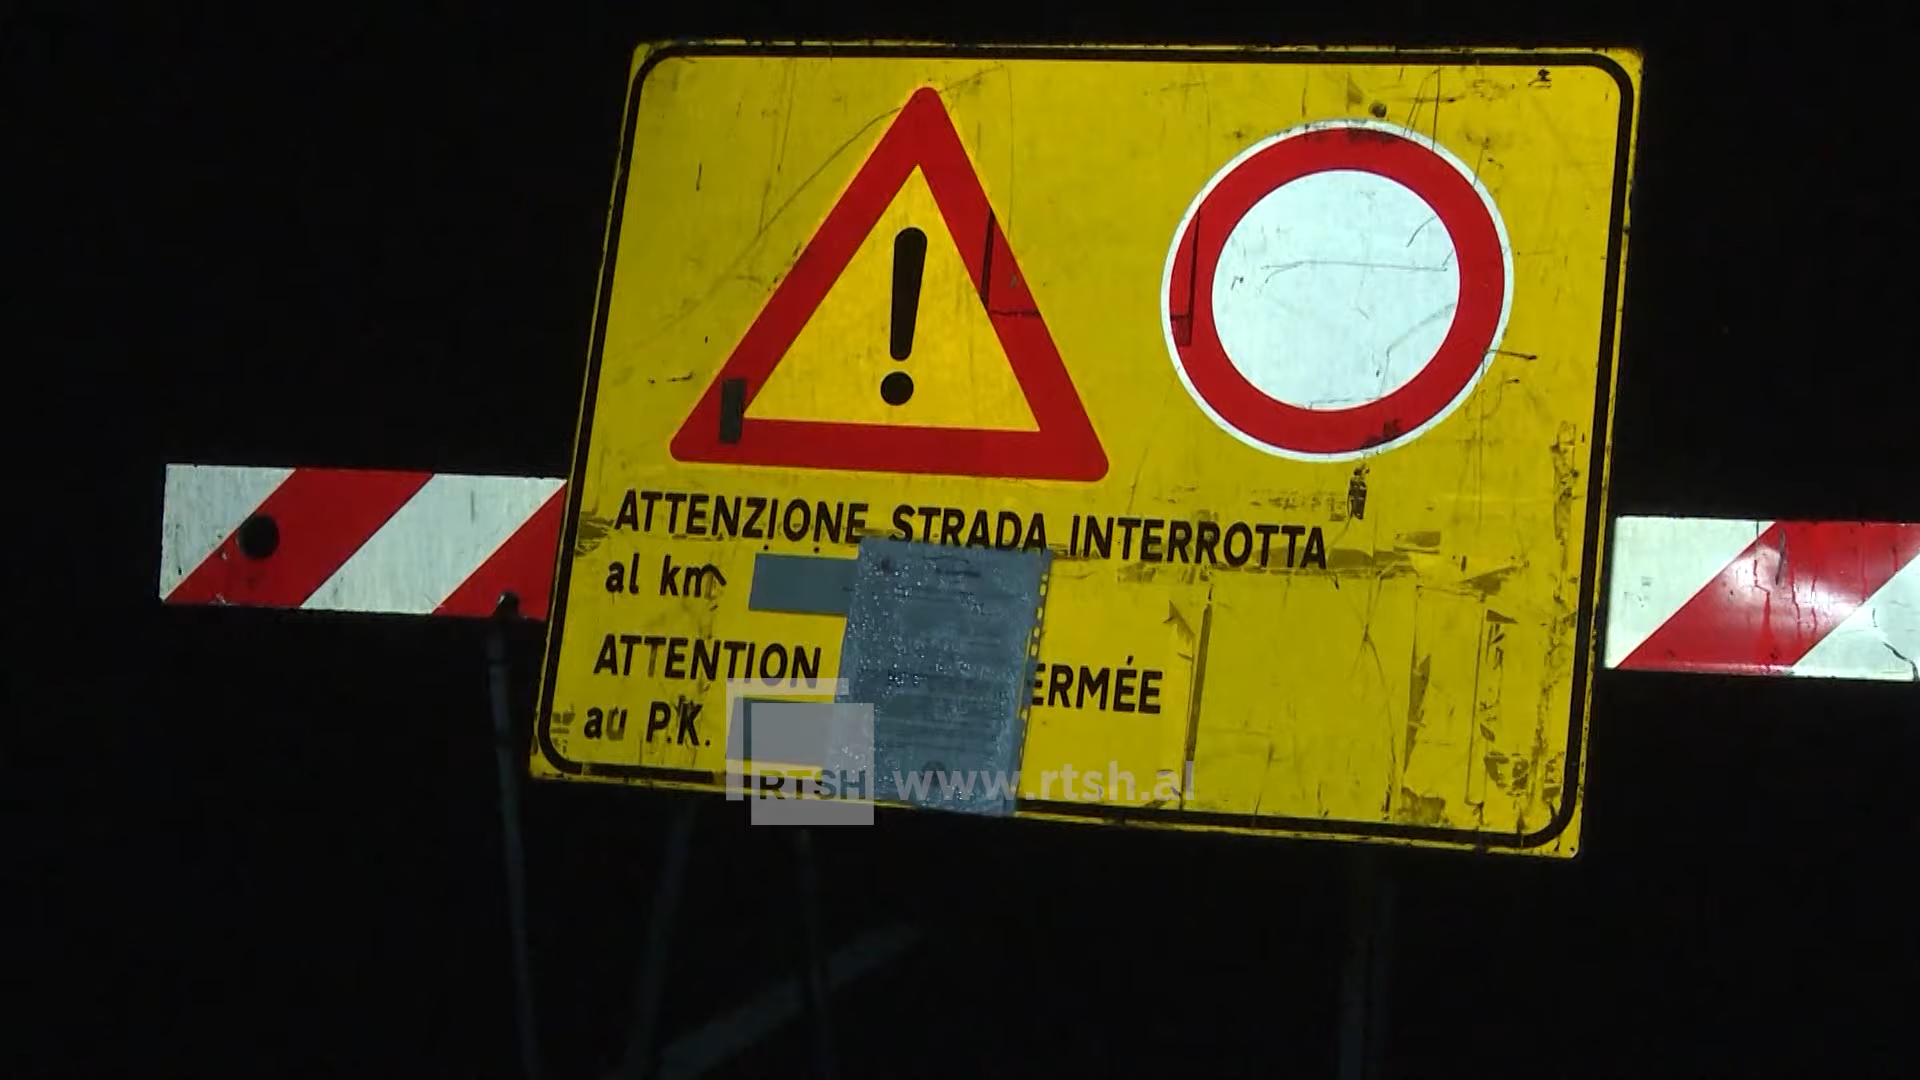 ATTENZIONE STRADA INTERROTTA
al km
ATTENTION ERMÉE
au P.K.
RTSH www.rtsh.al